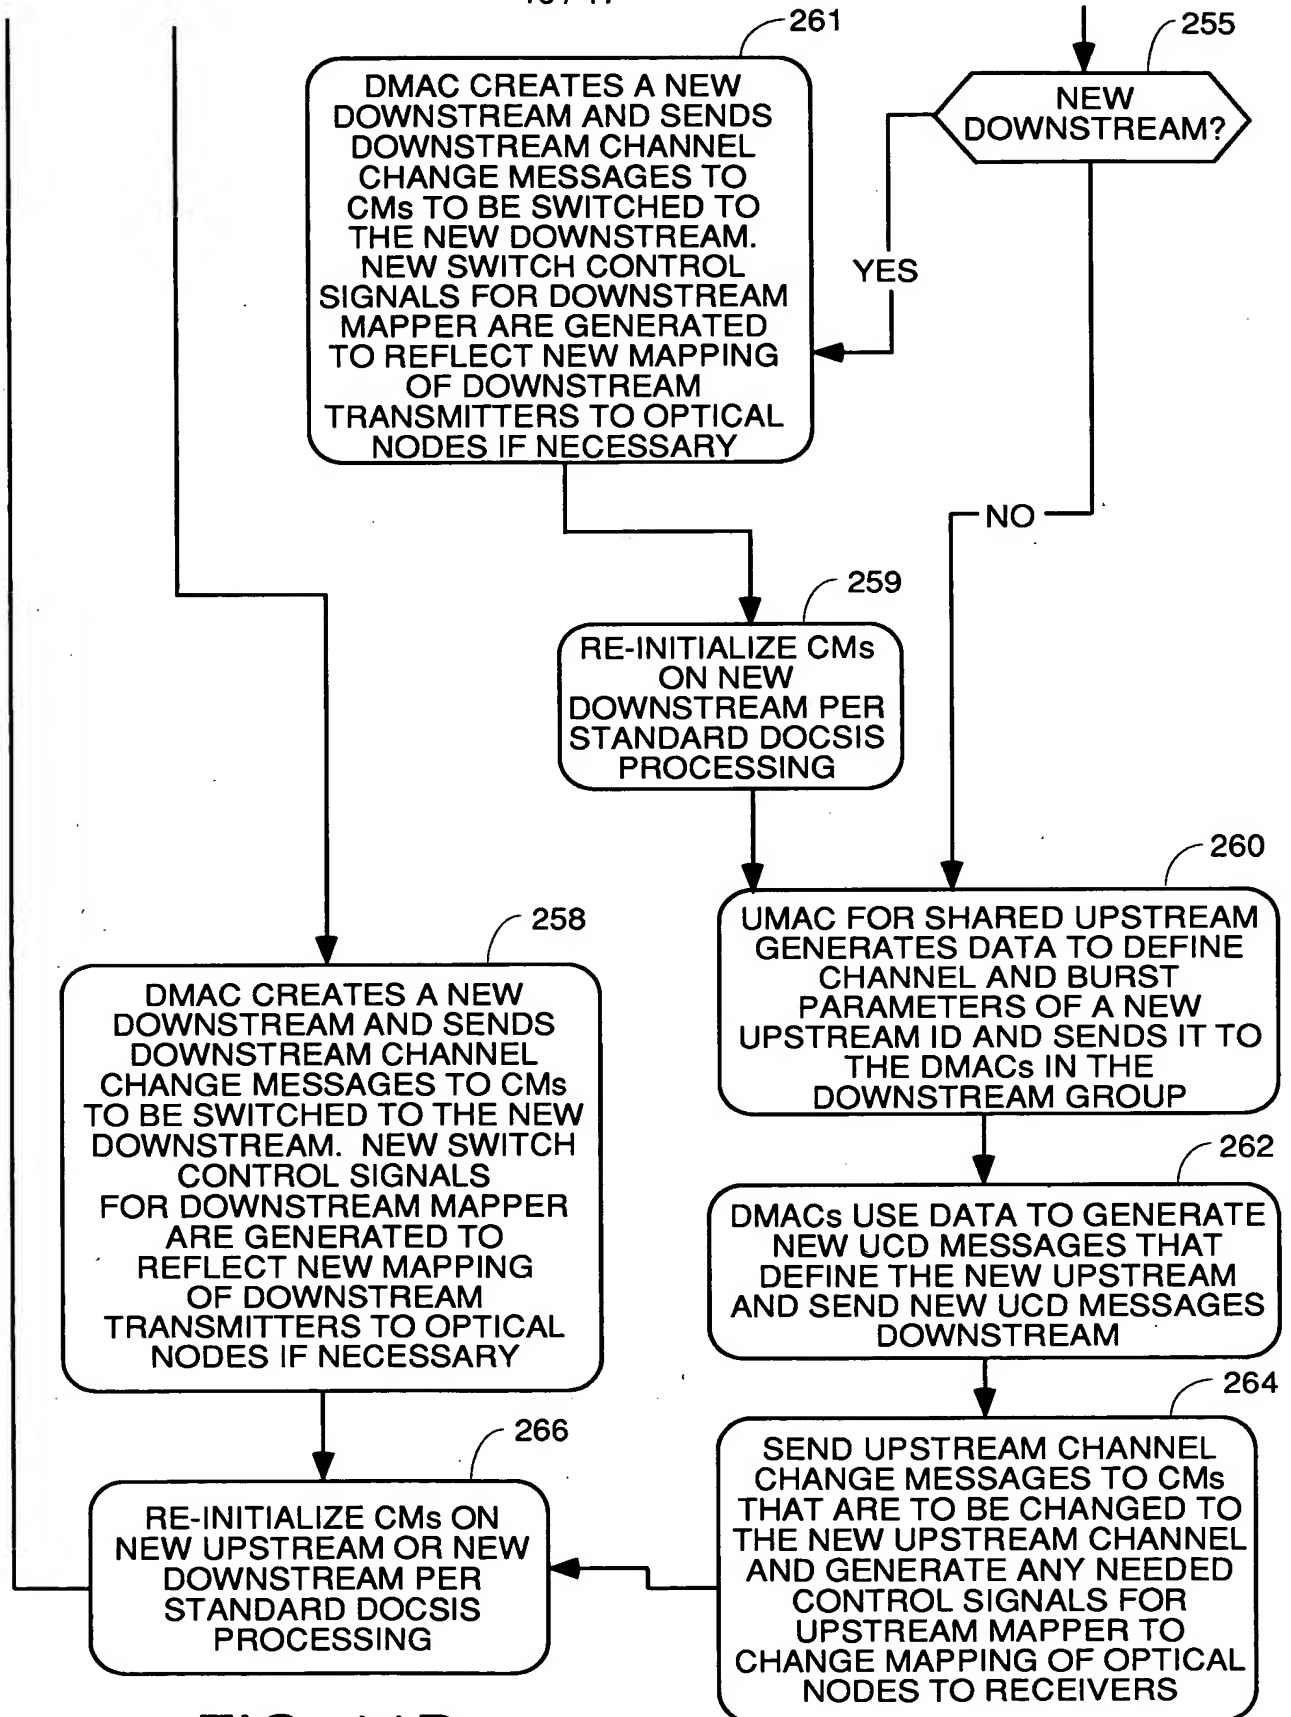 261
DMAC CREATES A NEW
DOWNSTREAM AND SENDS
DOWNSTREAM CHANNEL
CHANGE MESSAGES TO
CMs TO BE SWITCHED TO
THE NEW DOWNSTREAM.
NEW SWITCH CONTROL
SIGNALS FOR DOWNSTREAM
MAPPER ARE GENERATED
TO REFLECT NEW MAPPING
OF DOWNSTREAM
TRANSMITTERS TO OPTICAL
NODES IF NECESSARY
255
NEW
DOWNSTREAM?
YES
NO
259
RE-INITIALIZE CMs
ON NEW
DOWNSTREAM PER
STANDARD DOCSIS
PROCESSING
260
UMAC FOR SHARED UPSTREAM
GENERATES DATA TO DEFINE
CHANNEL AND BURST
PARAMETERS OF A NEW
UPSTREAM ID AND SENDS IT TO
THE DMACs IN THE
DOWNSTREAM GROUP
258
DMAC CREATES A NEW
DOWNSTREAM AND SENDS
DOWNSTREAM CHANNEL
CHANGE MESSAGES TO CMs
TO BE SWITCHED TO THE NEW
DOWNSTREAM. NEW SWITCH
CONTROL SIGNALS
FOR DOWNSTREAM MAPPER
ARE GENERATED TO
REFLECT NEW MAPPING
OF DOWNSTREAM
TRANSMITTERS TO OPTICAL
NODES IF NECESSARY
262
DMACs USE DATA TO GENERATE
NEW UCD MESSAGES THAT
DEFINE THE NEW UPSTREAM
AND SEND NEW UCD MESSAGES
DOWNSTREAM
264
SEND UPSTREAM CHANNEL
CHANGE MESSAGES TO CMs
THAT ARE TO BE CHANGED TO
THE NEW UPSTREAM CHANNEL
AND GENERATE ANY NEEDED
CONTROL SIGNALS FOR
UPSTREAM MAPPER TO
CHANGE MAPPING OF OPTICAL
NODES TO RECEIVERS
266
RE-INITIALIZE CMs ON
NEW UPSTREAM OR NEW
DOWNSTREAM PER
STANDARD DOCSIS
PROCESSING